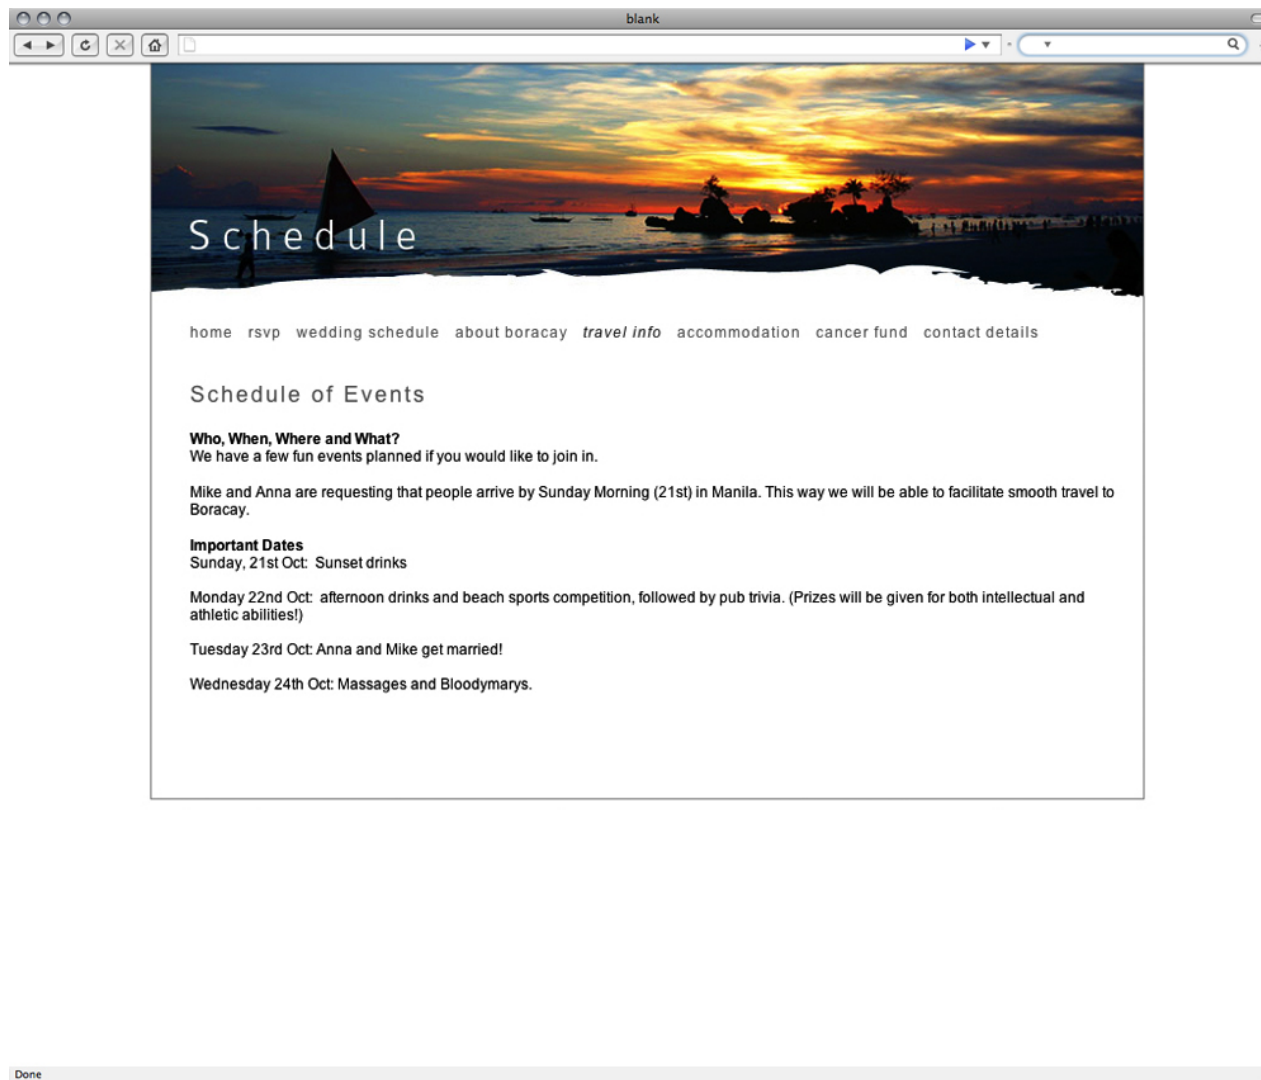 blank
Schedule
home rsvp wedding schedule about boracay travel info accommodation cancer fund contact details
Schedule of Events
Who, When, Where and What?
We have a few fun events planned if you would like to join in.
Mike and Anna are requesting that people arrive by Sunday Morning (21st) in Manila. This way we will be able to facilitate smooth travel to
Boracay.
Important Dates
Sunday, 21st Oct:  Sunset drinks
Monday 22nd Oct:  afternoon drinks and beach sports competition, followed by pub trivia. (Prizes will be given for both intellectual and
athletic abilities!)
Tuesday 23rd Oct: Anna and Mike get married!
Wednesday 24th Oct: Massages and Bloodymarys.
Done